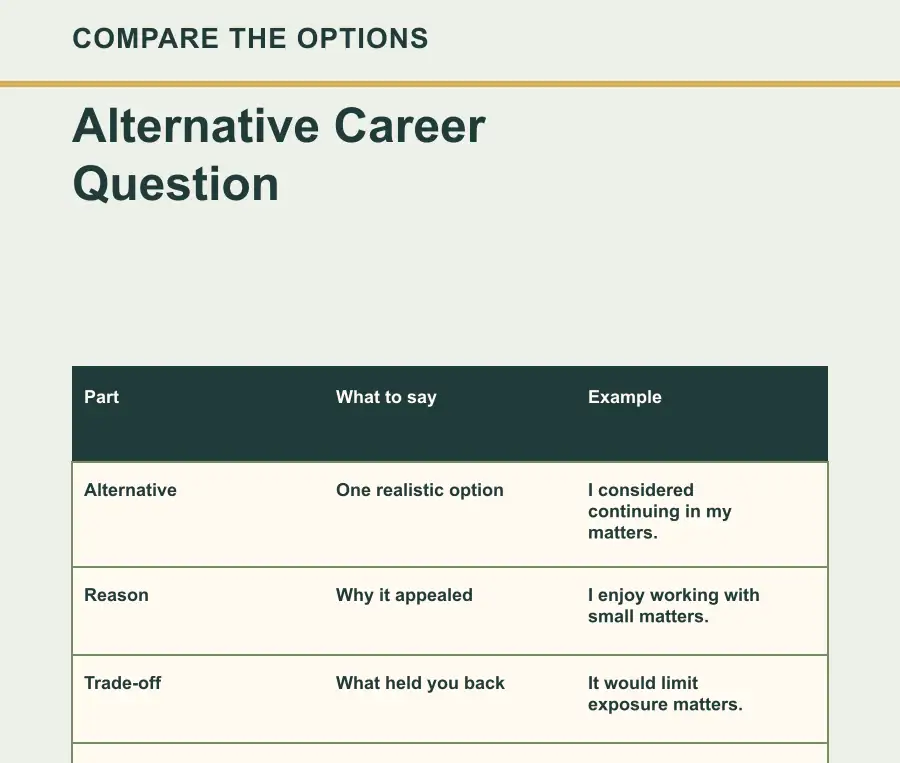 COMPARE THE OPTIONS
Alternative Career
Question
Part
What to say
Example
Alternative
One realistic option
I considered
continuing in my
matters.
Reason
Why it appealed
I enjoy working with
small matters.
Trade-off
What held you back
It would limit
exposure matters.